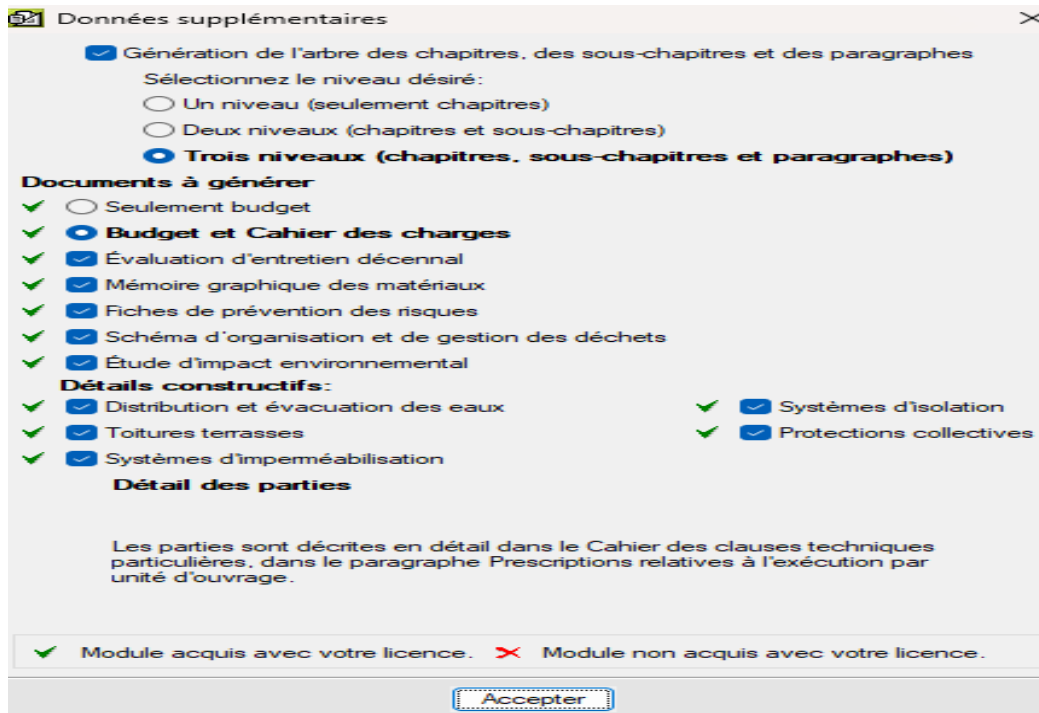 Données supplémentaires
Génération de l'arbre des chapitres, des sous-chapitres et des paragraphes
Sélectionnez le niveau désiré:
Un niveau (seulement chapitres)
Deux niveaux (chapitres et sous-chapitres)
Trois niveaux (chapitres, sous-chapitres et paragraphes)
Documents à générer
Seulement budget
Budget et Cahier des charges
Évaluation d'entretien décennal
Mémoire graphique des matériaux
Fiches de prévention des risques
Schéma d'organisation et de gestion des déchets
Étude d'impact environnemental
Détails constructifs:
Distribution et évacuation des eaux
Systèmes d'isolation
Toitures terrasses
Protections collectives
Systèmes d'imperméabilisation
Détail des parties
Les parties sont décrites en détail dans le Cahier des clauses techniques
particulières, dans le paragraphe Prescriptions relatives à l'exécution par
unité d'ouvrage.
Module acquis avec votre licence. Module non acquis avec votre licence.
Accepter